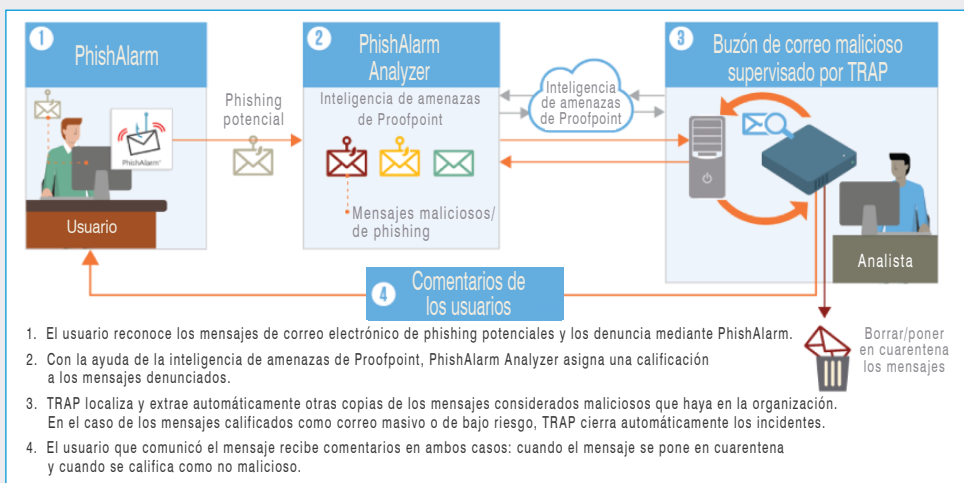 1
PhishAlarm
PhishAlarm™
Usuario
Phishing
potencial
2
PhishAlarm
Analyzer
Inteligencia de amenazas
de Proofpoint
Mensajes maliciosos/
de phishing
Inteligencia
de amenazas
de Proofpoint
3
Buzón de correo malicioso
supervisado por TRAP
Analista
4
Comentarios de
los usuarios
Borrar/poner
en cuarentena
los mensajes
1. El usuario reconoce los mensajes de correo electrónico de phishing potenciales y los denuncia mediante PhishAlarm.
2. Con la ayuda de la inteligencia de amenazas de Proofpoint, PhishAlarm Analyzer asigna una calificación
a los mensajes denunciados.
3. TRAP localiza y extrae automáticamente otras copias de los mensajes considerados maliciosos que haya en la organización.
En el caso de los mensajes calificados como correo masivo o de bajo riesgo, TRAP cierra automáticamente los incidentes.
4. El usuario que comunicó el mensaje recibe comentarios en ambos casos: cuando el mensaje se pone en cuarentena
y cuando se califica como no malicioso.